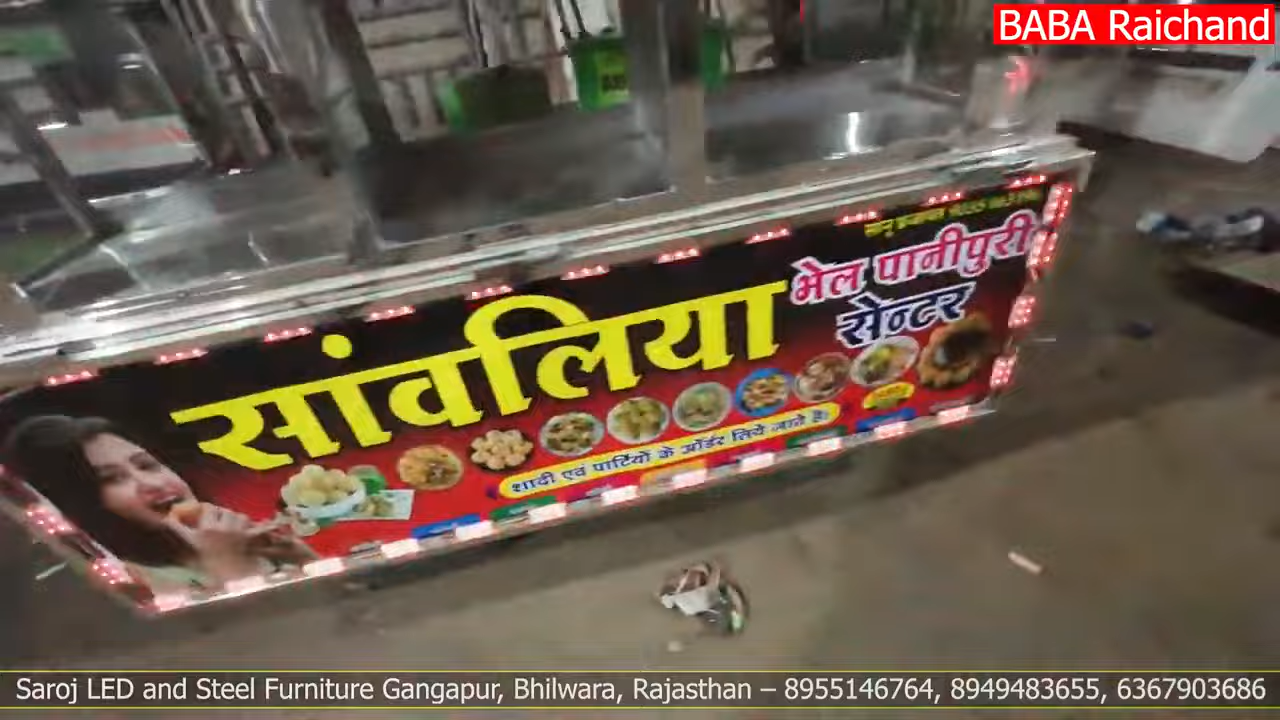 BABA Raichand
सांवलिया
भेल पानीपुरी
सेन्टर
शादी एवं पार्टियो के ऑर्डर लिये जाते है।
Saroj LED and Steel Furniture Gangapur, Bhilwara, Rajasthan – 8955146764, 8949483655, 6367903686